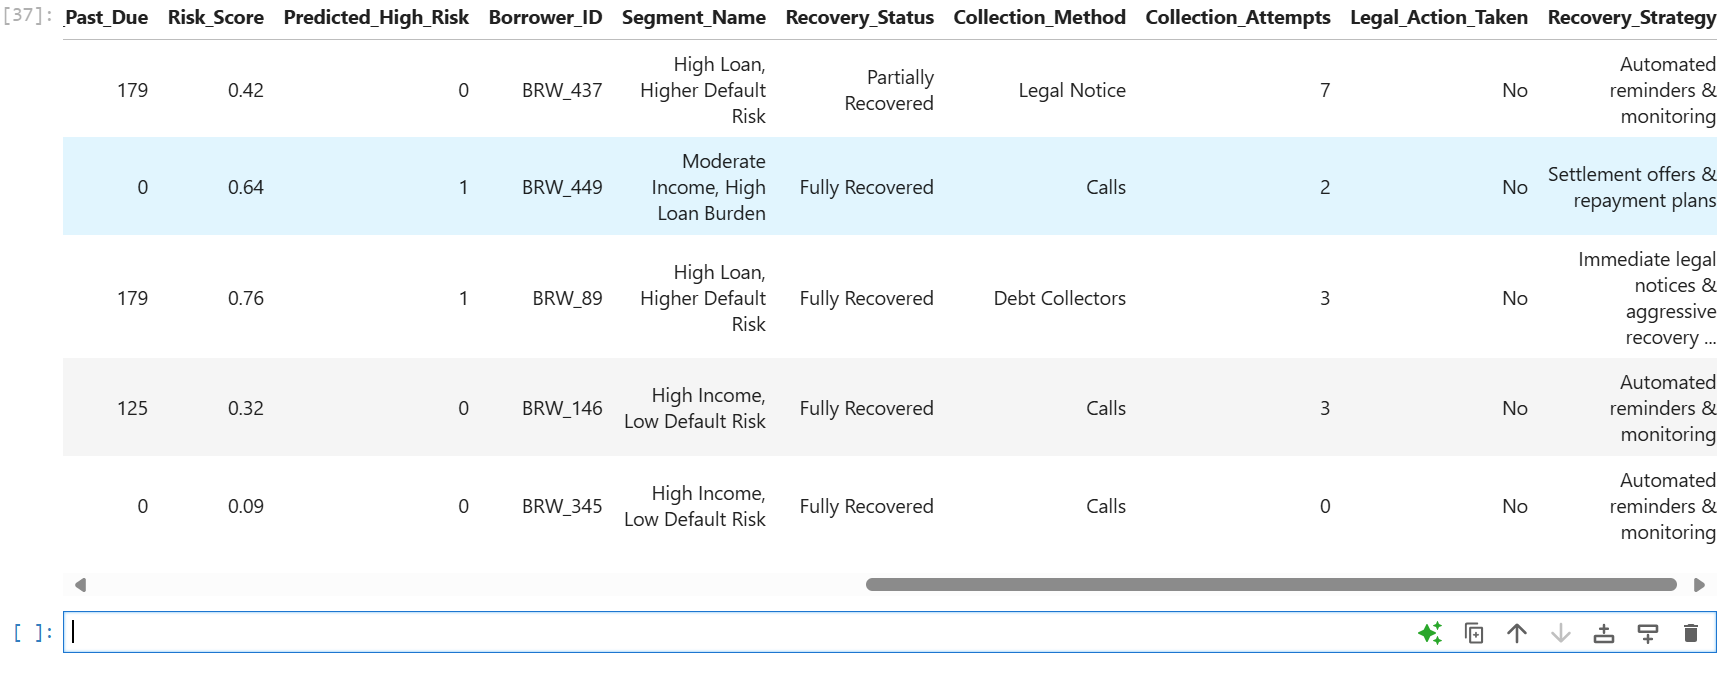 [37]: _Past_Due Risk_Score Predicted_High_Risk Borrower_ID Segment_Name Recovery_Status Collection_Method Collection_Attempts Legal_Action_Taken Recovery_Strategy
179 0.42 0 BRW_437 High Loan, Higher Default Risk Partially Recovered Legal Notice 7 No Automated reminders & monitoring
0 0.64 1 BRW_449 Moderate Income, High Loan Burden Fully Recovered Calls 2 No Settlement offers & repayment plans
179 0.76 1 BRW_89 High Loan, Higher Default Risk Fully Recovered Debt Collectors 3 No Immediate legal notices & aggressive recovery ...
125 0.32 0 BRW_146 High Income, Low Default Risk Fully Recovered Calls 3 No Automated reminders & monitoring
0 0.09 0 BRW_345 High Income, Low Default Risk Fully Recovered Calls 0 No Automated reminders & monitoring
[ ]: